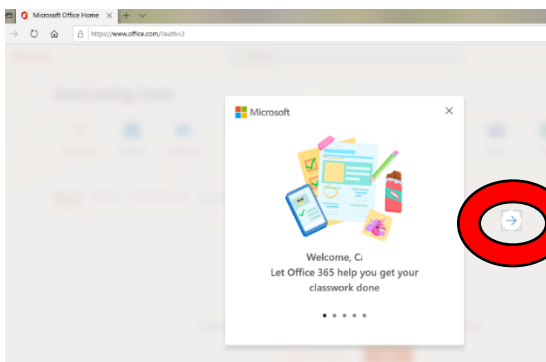 Microsoft Office Home
https://www.office.com/?auth=2
Microsoft
Welcome, C
Let Office 365 help you get your
classwork done